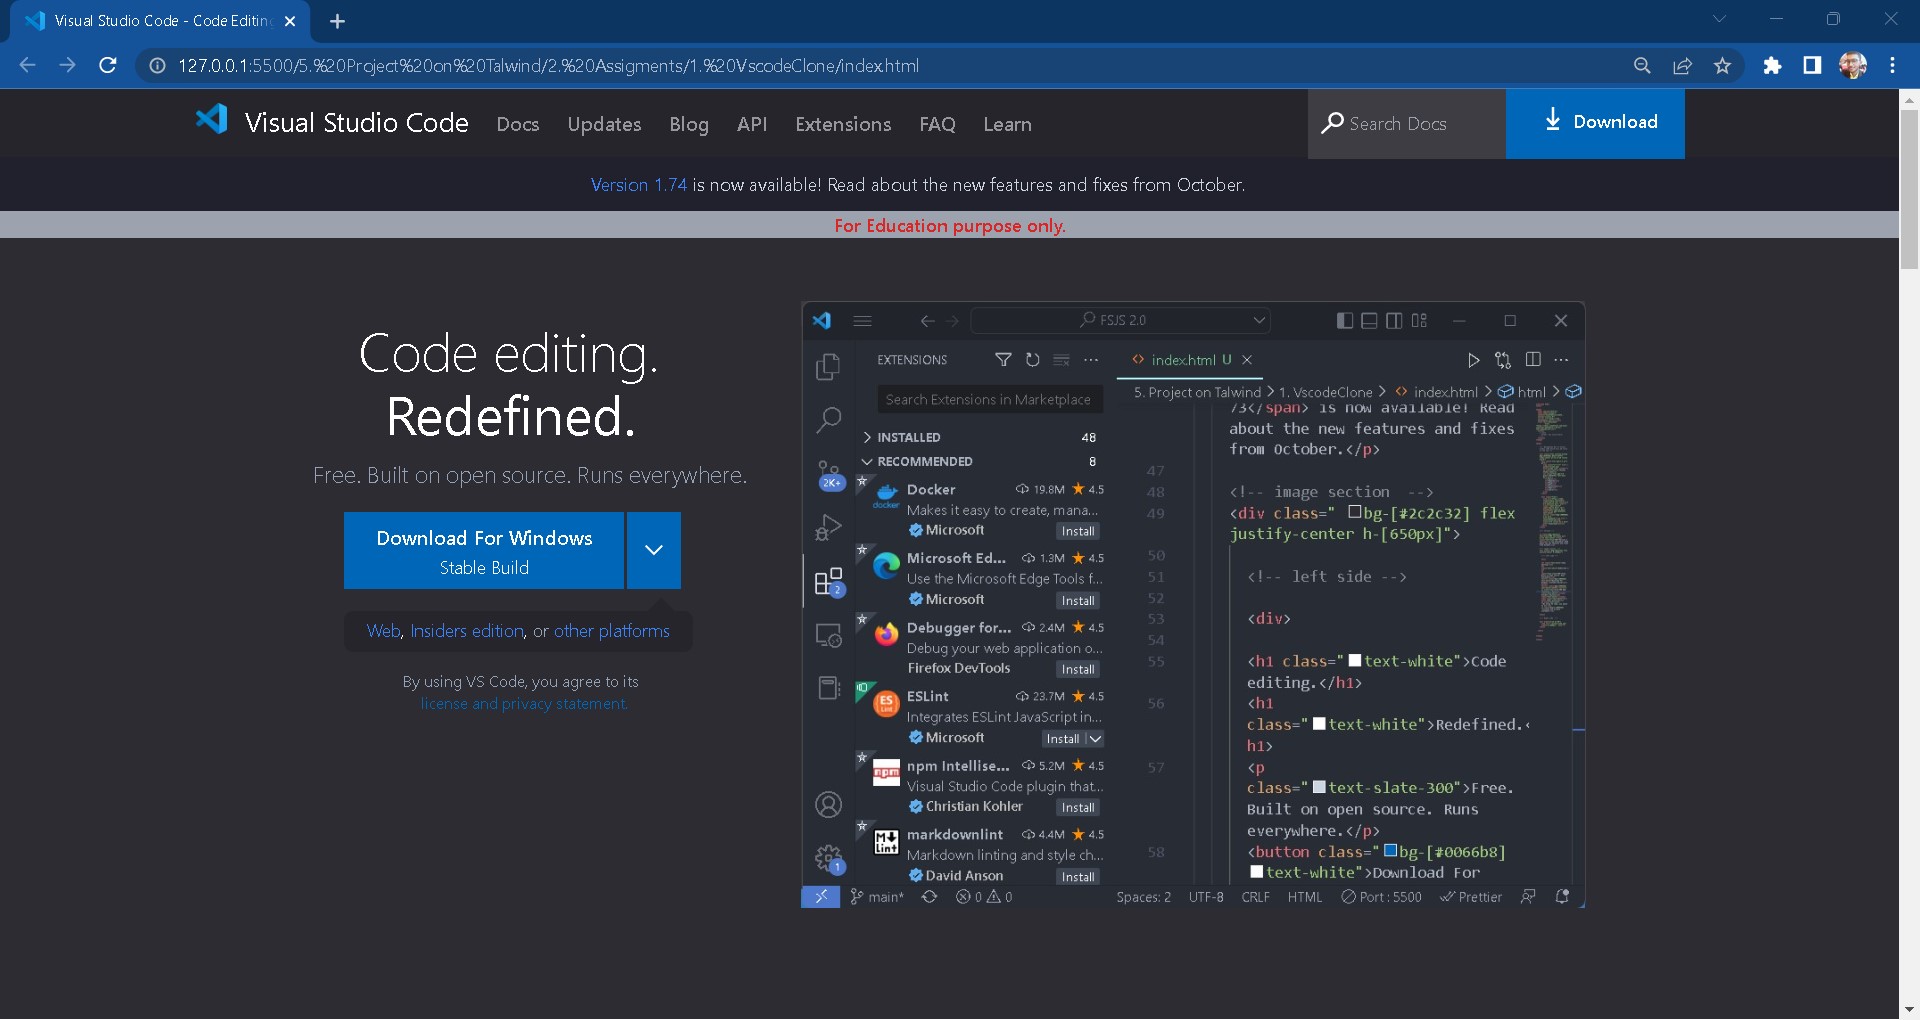 Visual Studio Code - Code Editing
127.0.0.1:5500/5.%20Project%20on%20Talwind/2.%20Assigments/1.%20VscodeClone/index.html
Visual Studio Code Docs Updates Blog API Extensions FAQ Learn Search Docs Download
Version 1.74 is now available! Read about the new features and fixes from October.
For Education purpose only.
Code editing.
Redefined.
Free. Built on open source. Runs everywhere.
Download For Windows
Stable Build
Web, Insiders edition, or other platforms
By using VS Code, you agree to its
license and privacy statement.
FSJS 2.0
EXTENSIONS
Search Extensions in Marketplace
INSTALLED 48
RECOMMENDED 8
2K+
2
1
Docker 19.8M 4.5
docker
Makes it easy to create, mana...
Microsoft Install
Microsoft Ed... 1.3M 4.5
Use the Microsoft Edge Tools f...
Microsoft Install
Debugger for... 2.4M 4.5
Debug your web application o...
Firefox DevTools Install
ESLint 23.7M 4.5
ES
Lint
Integrates ESLint JavaScript in...
Microsoft Install
npm Intellise... 5.2M 4.5
npm
Visual Studio Code plugin that...
Christian Kohler Install
markdownlint 4.4M 4.5
M
Lint
Markdown linting and style ch...
David Anson Install
index.html U
5. Project on Talwind > 1. VscodeClone > index.html > html >
73</span> is now available! Read
about the new features and fixes
from October.</p>
47
48 <!-- image section -->
49 <div class=" bg-[#2c2c32] flex
justify-center h-[650px]">
50
51 <!-- left side -->
52
53 <div>
54
55 <h1 class="text-white">Code
editing.</h1>
56 <h1
class="text-white">Redefined.<
h1>
57 <p
class="text-slate-300">Free.
Built on open source. Runs
everywhere.</p>
58 <button class="bg-[#0066b8]
text-white">Download For
main* 0 0 Spaces: 2 UTF-8 CRLF HTML Port : 5500 Prettier